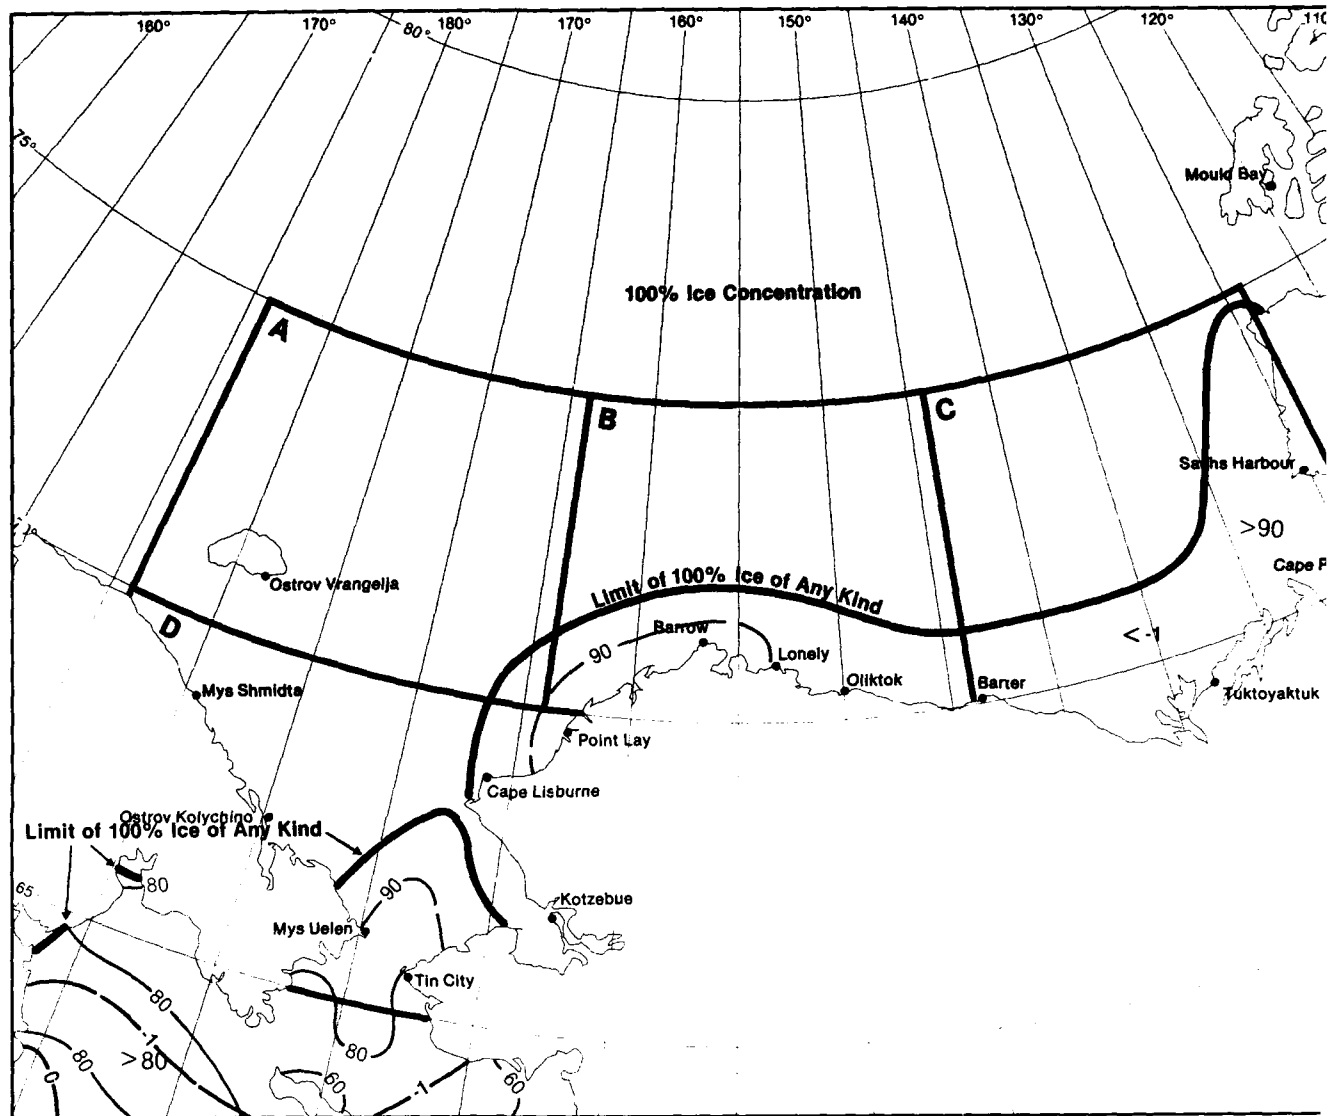 160°
170°
180°
170°
160°
150°
140°
130°
120°
110
80°
75°
Mould Bay
100% Ice Concentration
A
B
C
Sachs Harbour
>90
Ostrov Vrangelja
Limit of 100% Ice of Any Kind
Cape P
D
Barrow
90
Lonely
< -1
Mys Shmidta
Oliktok
Barter
Tuktoyaktuk
Point Lay
Cape Lisburne
Ostrov Kolychino
Limit of 100% Ice of Any Kind
80
65
90
Kotzebue
Mys Uelen
Tin City
80
-1
80
>80
80
0
60
-1
60